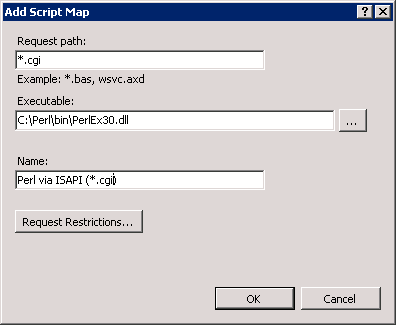 Add Script Map
Request path:
*.cgi
Example: *.bas, wsvc.axd
Executable:
C:\Perl\bin\PerlEx30.dll
...
Name:
Perl via ISAPI (*.cgi)
Request Restrictions...
OK
Cancel